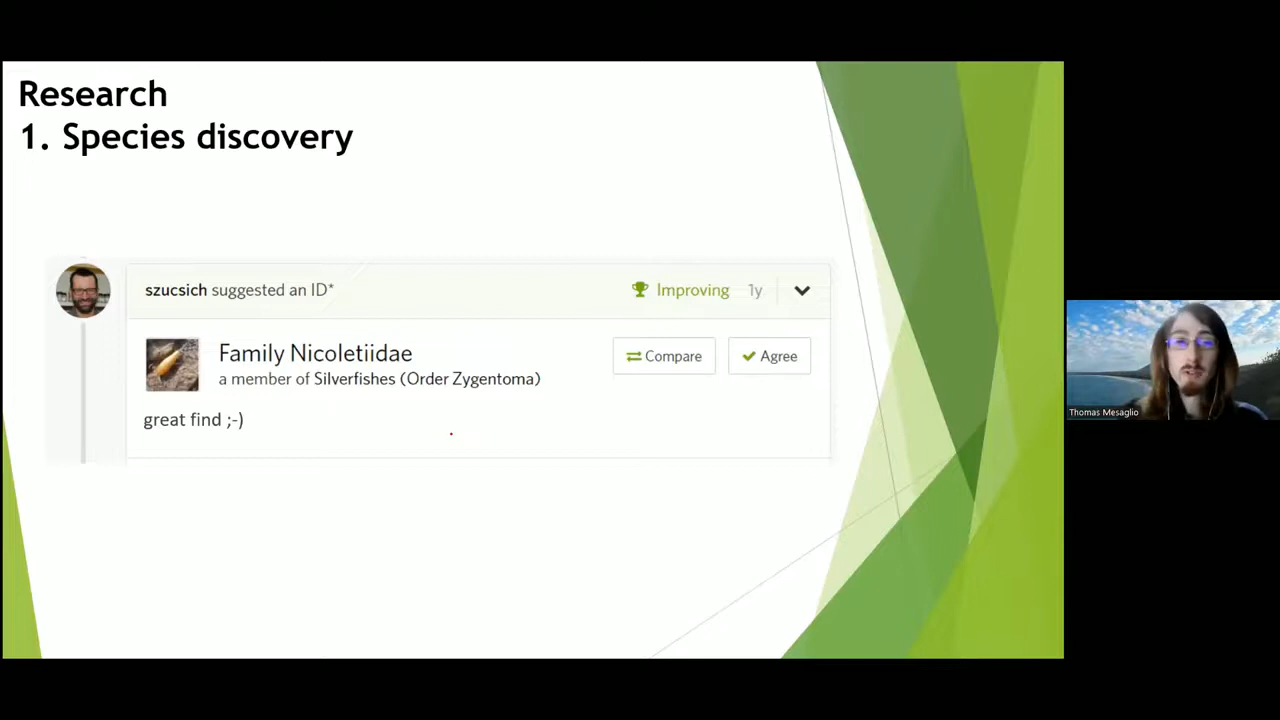 Research
1. Species discovery
szucsich suggested an ID*
Improving 1y
Family Nicoletiidae
Compare
Agree
a member of Silverfishes (Order Zygentoma)
great find ;-)
Thomas Mesaglio